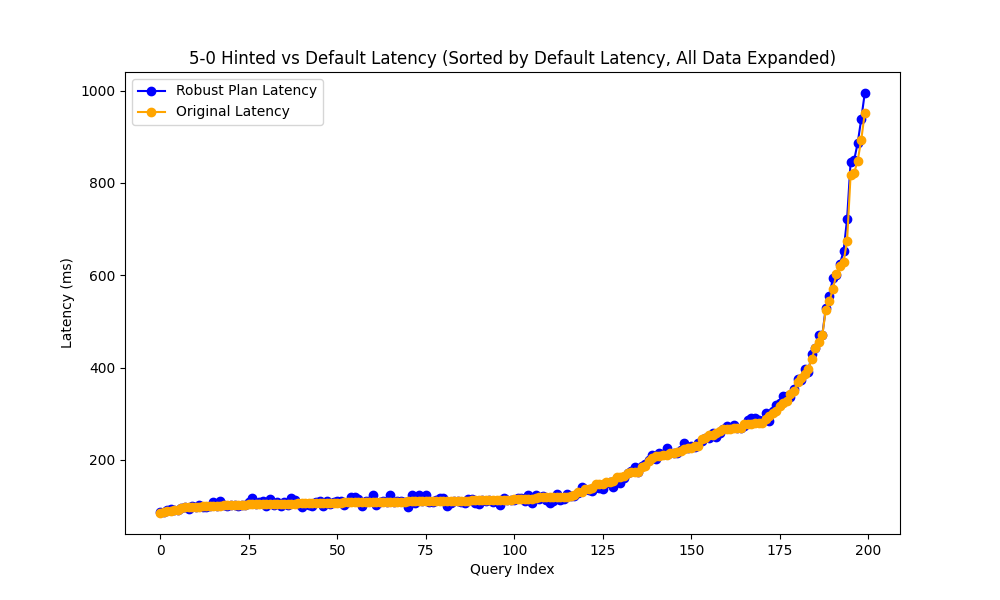 5-0 Hinted vs Default Latency (Sorted by Default Latency, All Data Expanded)
Robust Plan Latency
Original Latency
1000
800
600
400
200
Latency (ms)
0 25 50 75 100 125 150 175 200
Query Index